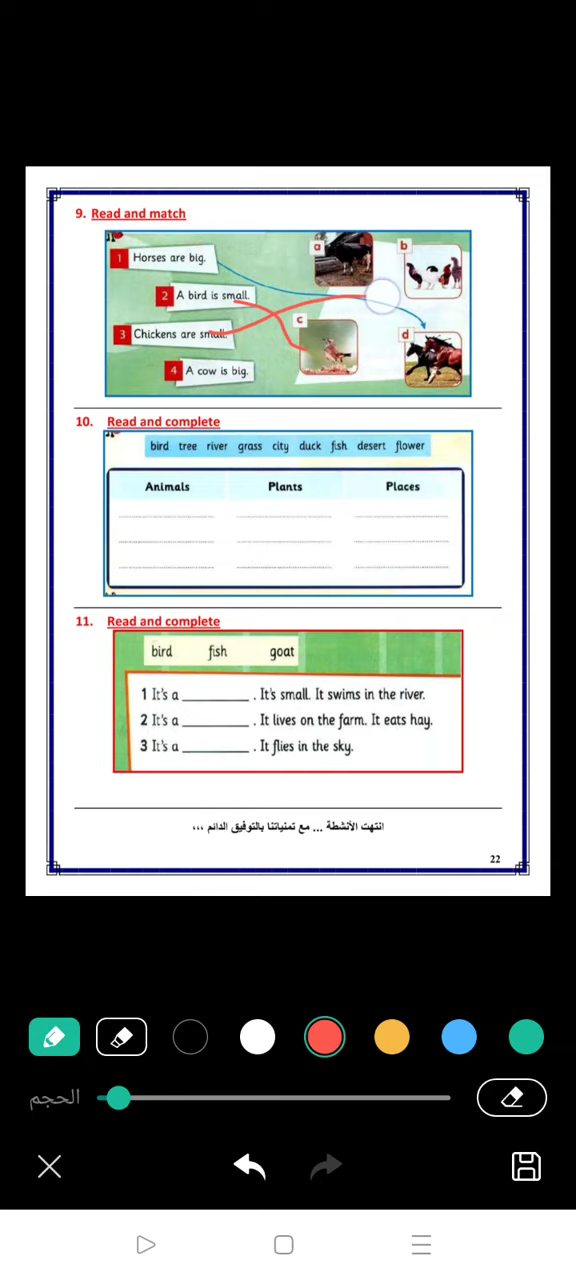 9. Read and match
1 Horses are big.
a
b
2 A bird is small.
3 Chickens are small.
c
d
4 A cow is big.
10. Read and complete
bird tree river grass city duck fish desert flower
Animals Plants Places
11. Read and complete
bird fish goat
1 It's a ________ . It's small. It swims in the river.
2 It's a ________ . It lives on the farm. It eats hay.
3 It's a ________ . It flies in the sky.
انتهت الأنشطة ... مع تمنياتنا بالتوفيق الدائم ،،،
22
الحجم